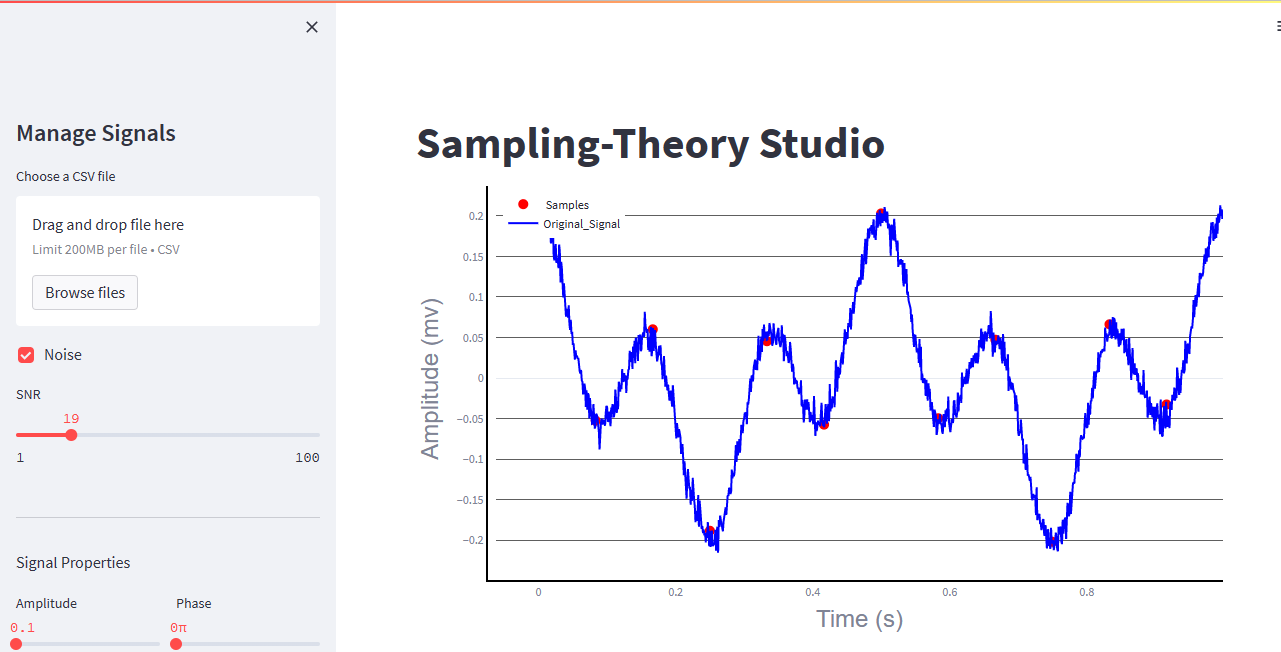 Manage Signals
Choose a CSV file
Drag and drop file here
Limit 200MB per file • CSV
Browse files
Noise
SNR
19
1 100
Signal Properties
Amplitude Phase
0.1 0π
Sampling-Theory Studio
Samples
Original_Signal
Amplitude (mv)
0.2
0.15
0.1
0.05
0
−0.05
−0.1
−0.15
−0.2
0 0.2 0.4 0.6 0.8
Time (s)